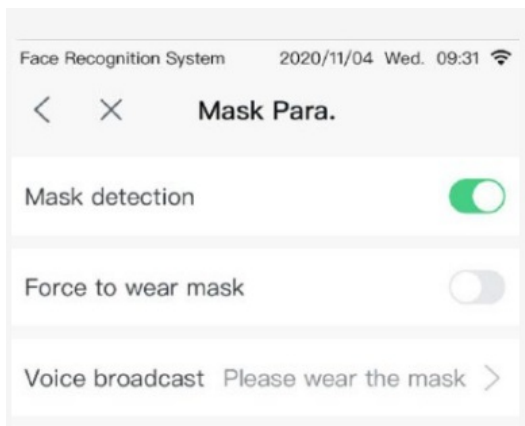 Face Recognition System 2020/11/04 Wed. 09:31
Mask Para.
Mask detection
Force to wear mask
Voice broadcast Please wear the mask